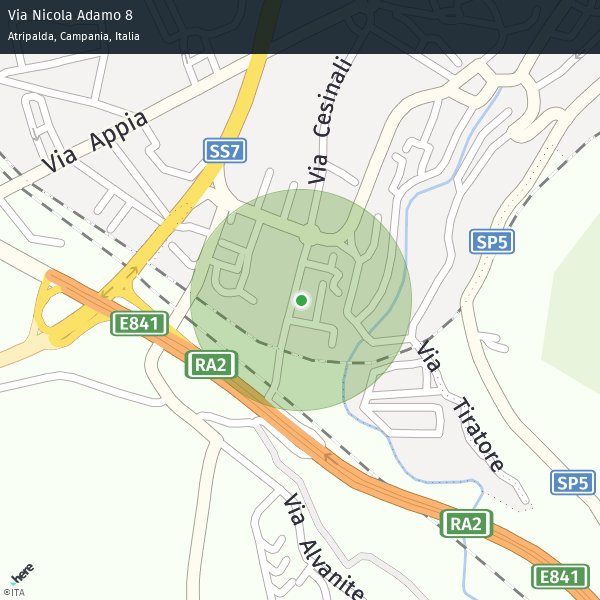 Via Nicola Adamo 8
Atripalda, Campania, Italia
Via Appia
Via Cesinali
SS7
SP5
E841
RA2
Via Tiratore
SP5
RA2
Via Alvanite
E841
here
©ITA